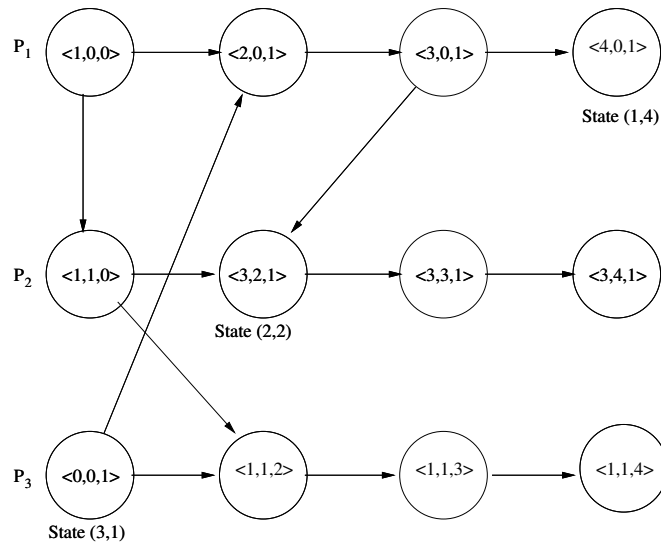 P1 <1,0,0> <2,0,1> <3,0,1> <4,0,1>
State (1,4)
P2 <1,1,0> <3,2,1> <3,3,1> <3,4,1>
State (2,2)
P3 <0,0,1> <1,1,2> <1,1,3> <1,1,4>
State (3,1)